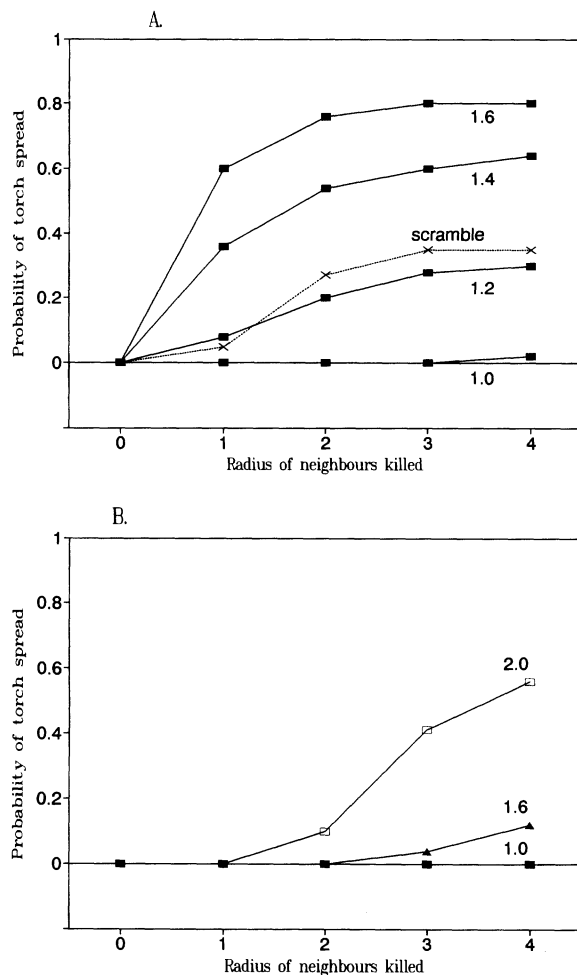 A.
1
0.8
0.6
0.4
0.2
0
Probability of torch spread
1.6
1.4
scramble
1.2
1.0
0 1 2 3 4
Radius of neighbours killed
B.
1
0.8
0.6
0.4
0.2
0
Probability of torch spread
2.0
1.6
1.0
0 1 2 3 4
Radius of neighbours killed